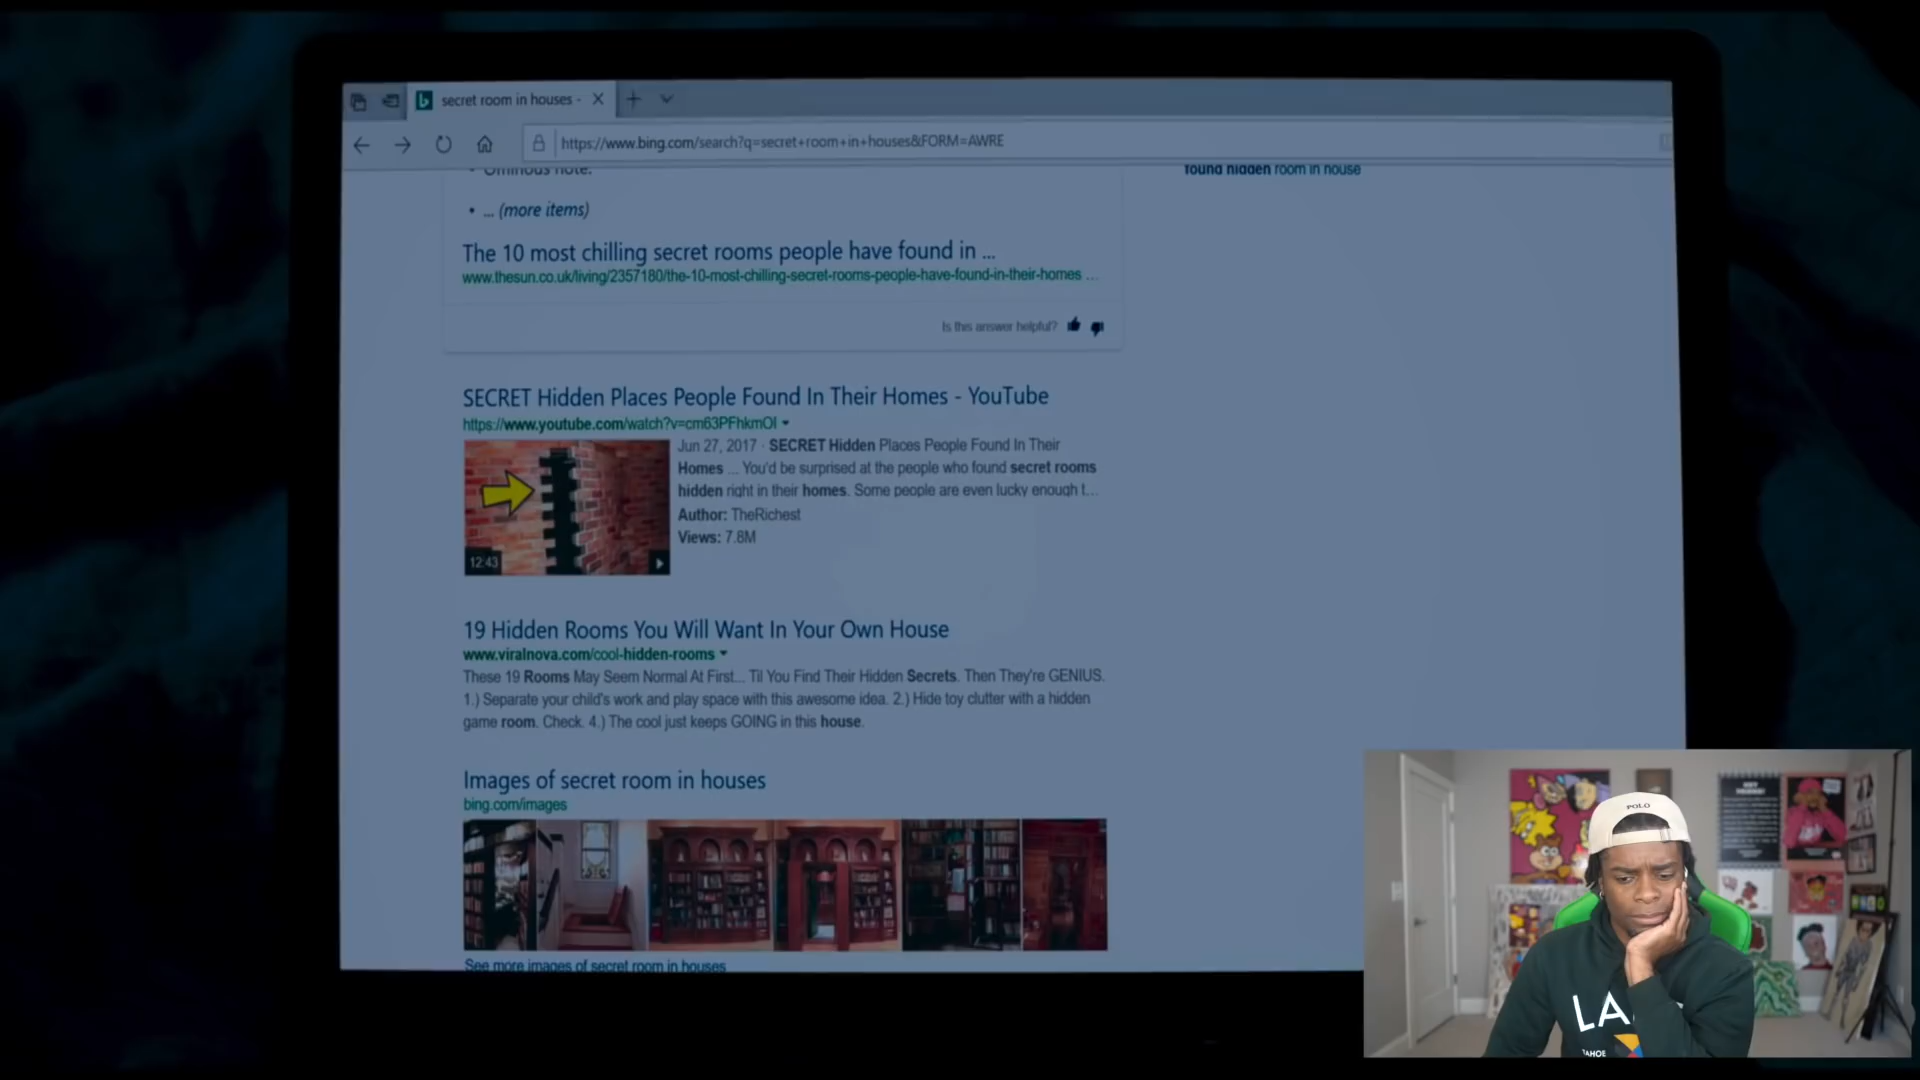 secret room in houses -
https://www.bing.com/search?q=secret+room+in+houses&FORM=AWRE
Ominous note.
found hidden room in house
... (more items)
The 10 most chilling secret rooms people have found in ...
www.thesun.co.uk/living/2357180/the-10-most-chilling-secret-rooms-people-have-found-in-their-homes ...
Is this answer helpful?
SECRET Hidden Places People Found In Their Homes - YouTube
https://www.youtube.com/watch?v=cm63PFhkmOI
Jun 27, 2017 · SECRET Hidden Places People Found In Their
Homes ... You'd be surprised at the people who found secret rooms
hidden right in their homes. Some people are even lucky enough t...
Author: TheRichest
Views: 7.8M
12:43
19 Hidden Rooms You Will Want In Your Own House
www.viralnova.com/cool-hidden-rooms
These 19 Rooms May Seem Normal At First... Til You Find Their Hidden Secrets. Then They're GENIUS.
1.) Separate your child's work and play space with this awesome idea. 2.) Hide toy clutter with a hidden
game room. Check. 4.) The cool just keeps GOING in this house.
Images of secret room in houses
bing.com/images
See more images of secret room in houses
POLO
LA
TAHOE